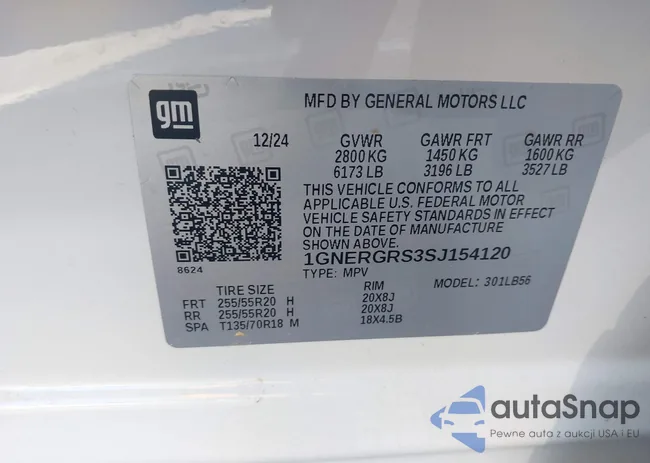 gm
MFD BY GENERAL MOTORS LLC
12/24 GVWR GAWR FRT GAWR RR
2800 KG 1450 KG 1600 KG
6173 LB 3196 LB 3527 LB
THIS VEHICLE CONFORMS TO ALL
APPLICABLE U.S. FEDERAL MOTOR
VEHICLE SAFETY STANDARDS IN EFFECT
ON THE DATE OF MANUFACTURE
SHOWN ABOVE.
1GNERGRS3SJ154120
8624
TYPE: MPV MODEL: 301LB56
TIRE SIZE RIM
FRT 255/55R20 H 20X8J
RR 255/55R20 H 20X8J
SPA T135/70R18 M 18X4.5B
autaSnap
Pewne auta z aukcji USA i EU